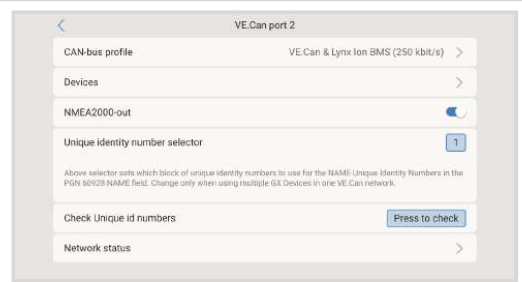 VE.Can port 2
CAN-bus profile VE.Can & Lynx Ion BMS (250 kbit/s)
Devices
NMEA2000-out
Unique identity number selector 1
Above selector sets which block of unique identity numbers to use for the NAME Unique Identity Numbers in the
PGN 60928 NAME field. Change only when using multiple GX Devices in one VE.Can network.
Check Unique id numbers Press to check
Network status